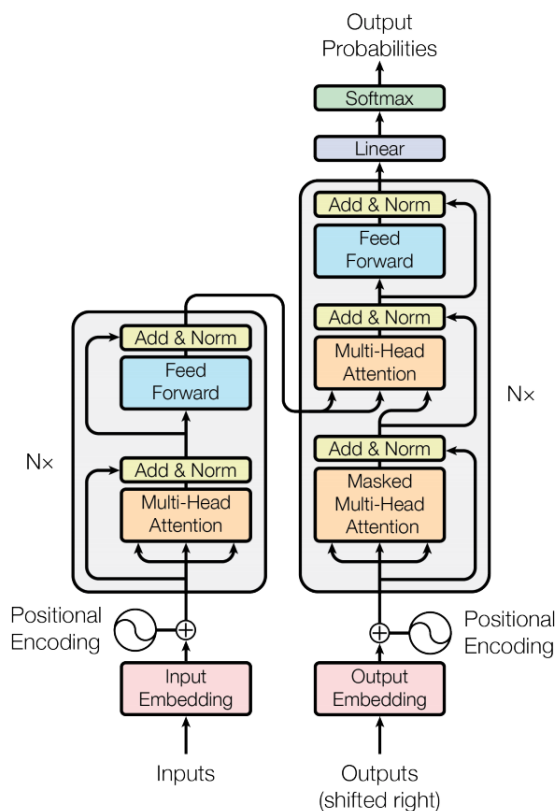 Output
Probabilities
Softmax
Linear
Add & Norm
Feed
Forward
Add & Norm
Multi-Head
Attention
Add & Norm
Masked
Multi-Head
Attention
N×
Add & Norm
Feed
Forward
N×
Add & Norm
Multi-Head
Attention
Positional
Encoding
Positional
Encoding
Input
Embedding
Output
Embedding
Inputs
Outputs
(shifted right)